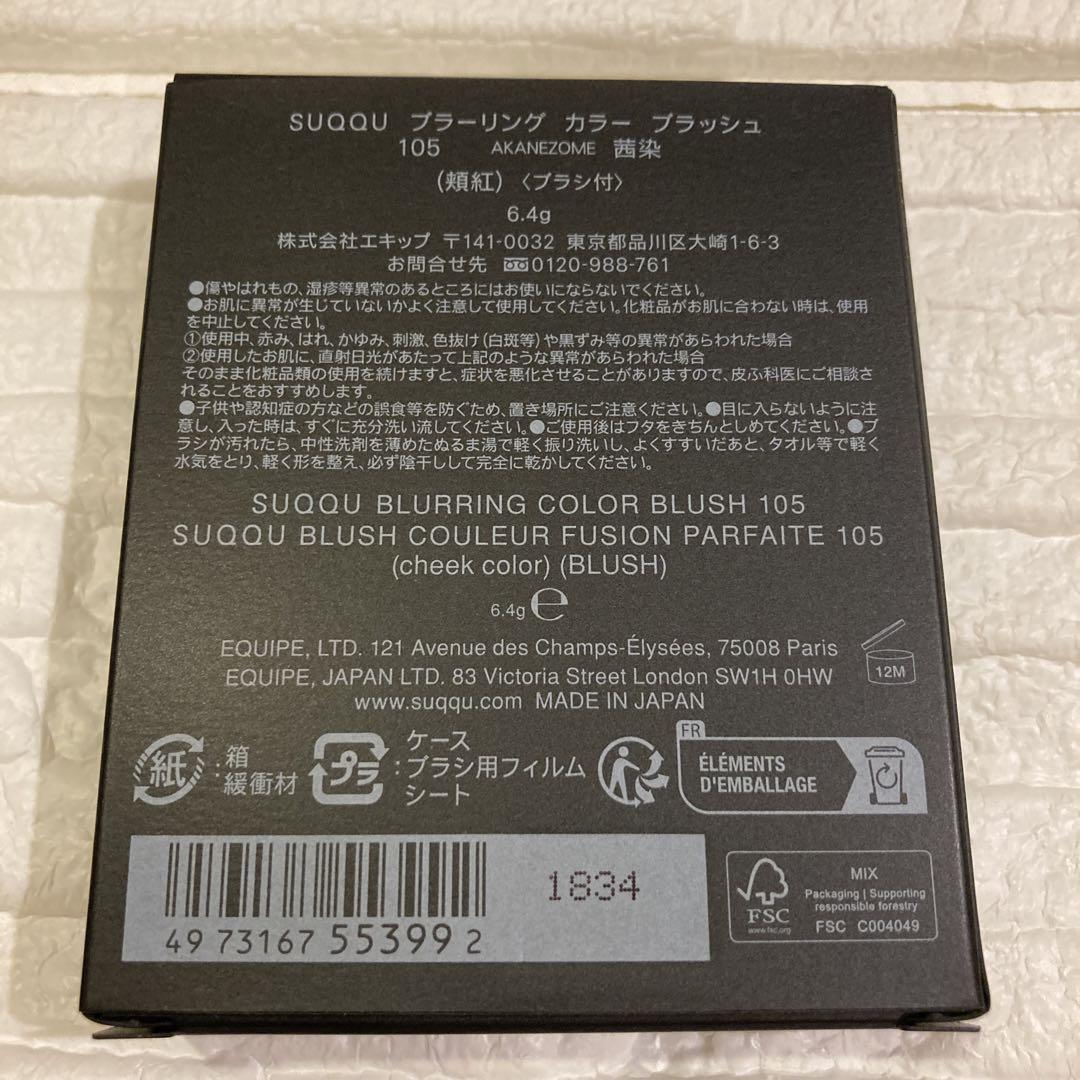 SUQQU ブラーリング カラー ブラッシュ
105 AKANEZOME 茜染
(頬紅)〈ブラシ付〉
6.4g
株式会社エキップ 〒141-0032 東京都品川区大崎1-6-3
お問合せ先 0120-988-761
●傷やはれもの、湿疹等異常のあるところにはお使いにならないでください。
●お肌に異常が生じていないかよく注意して使用してください。化粧品がお肌に合わない時は、使用
を中止してください。
①使用中、赤み、はれ、かゆみ、刺激、色抜け(白斑等)や黒ずみ等の異常があらわれた場合
②使用したお肌に、直射日光があたって上記のような異常があらわれた場合
そのまま化粧品類の使用を続けますと、症状を悪化させることがありますので、皮ふ科医にご相談さ
れることをおすすめします。
●子供や認知症の方などの誤食等を防ぐため、置き場所にご注意ください。●目に入らないように注
意し、入った時は、すぐに充分洗い流してください。●ご使用後はフタをきちんとしめてください。●ブ
ラシが汚れたら、中性洗剤を薄めたぬるま湯で軽く振り洗いし、よくすすいだあと、タオル等で軽く
水気をとり、軽く形を整え、必ず陰干しして完全に乾かしてください。
SUQQU BLURRING COLOR BLUSH 105
SUQQU BLUSH COULEUR FUSION PARFAITE 105
(cheek color) (BLUSH)
6.4g ℮
EQUIPE, LTD. 121 Avenue des Champs-Élysées, 75008 Paris
EQUIPE, JAPAN LTD. 83 Victoria Street London SW1H 0HW
www.suqqu.com MADE IN JAPAN
12M
紙:箱
緩衝材
プラ:ケース
ブラシ用フィルム
シート
FR
ÉLÉMENTS
D'EMBALLAGE
4973167553992
1834
FSC
www.fsc.org
MIX
Packaging | Supporting
responsible forestry
FSC C004049